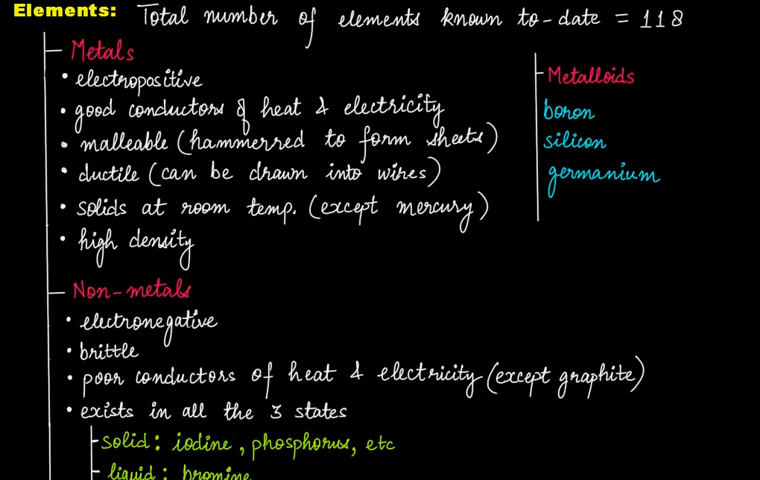 Elements: Total number of elements known to-date = 118
Metals
• electropositive
• good conductors of heat & electricity
• malleable (hammerred to form sheets)
• ductile (can be drawn into wires)
• solids at room temp. (except mercury)
• high density
Metalloids
boron
silicon
germanium
Non-metals
• electronegative
• brittle
• poor conductors of heat & electricity (except graphite)
• exists in all the 3 states
solid: iodine, phosphorus, etc
liquid: bromine